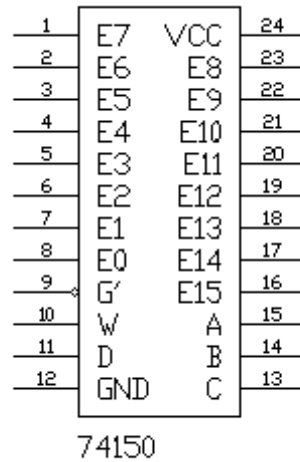 1 E7 VCC 24
2 E6 E8 23
3 E5 E9 22
4 E4 E10 21
5 E3 E11 20
6 E2 E12 19
7 E1 E13 18
8 E0 E14 17
9 G' E15 16
10 W A 15
11 D B 14
12 GND C 13
74150